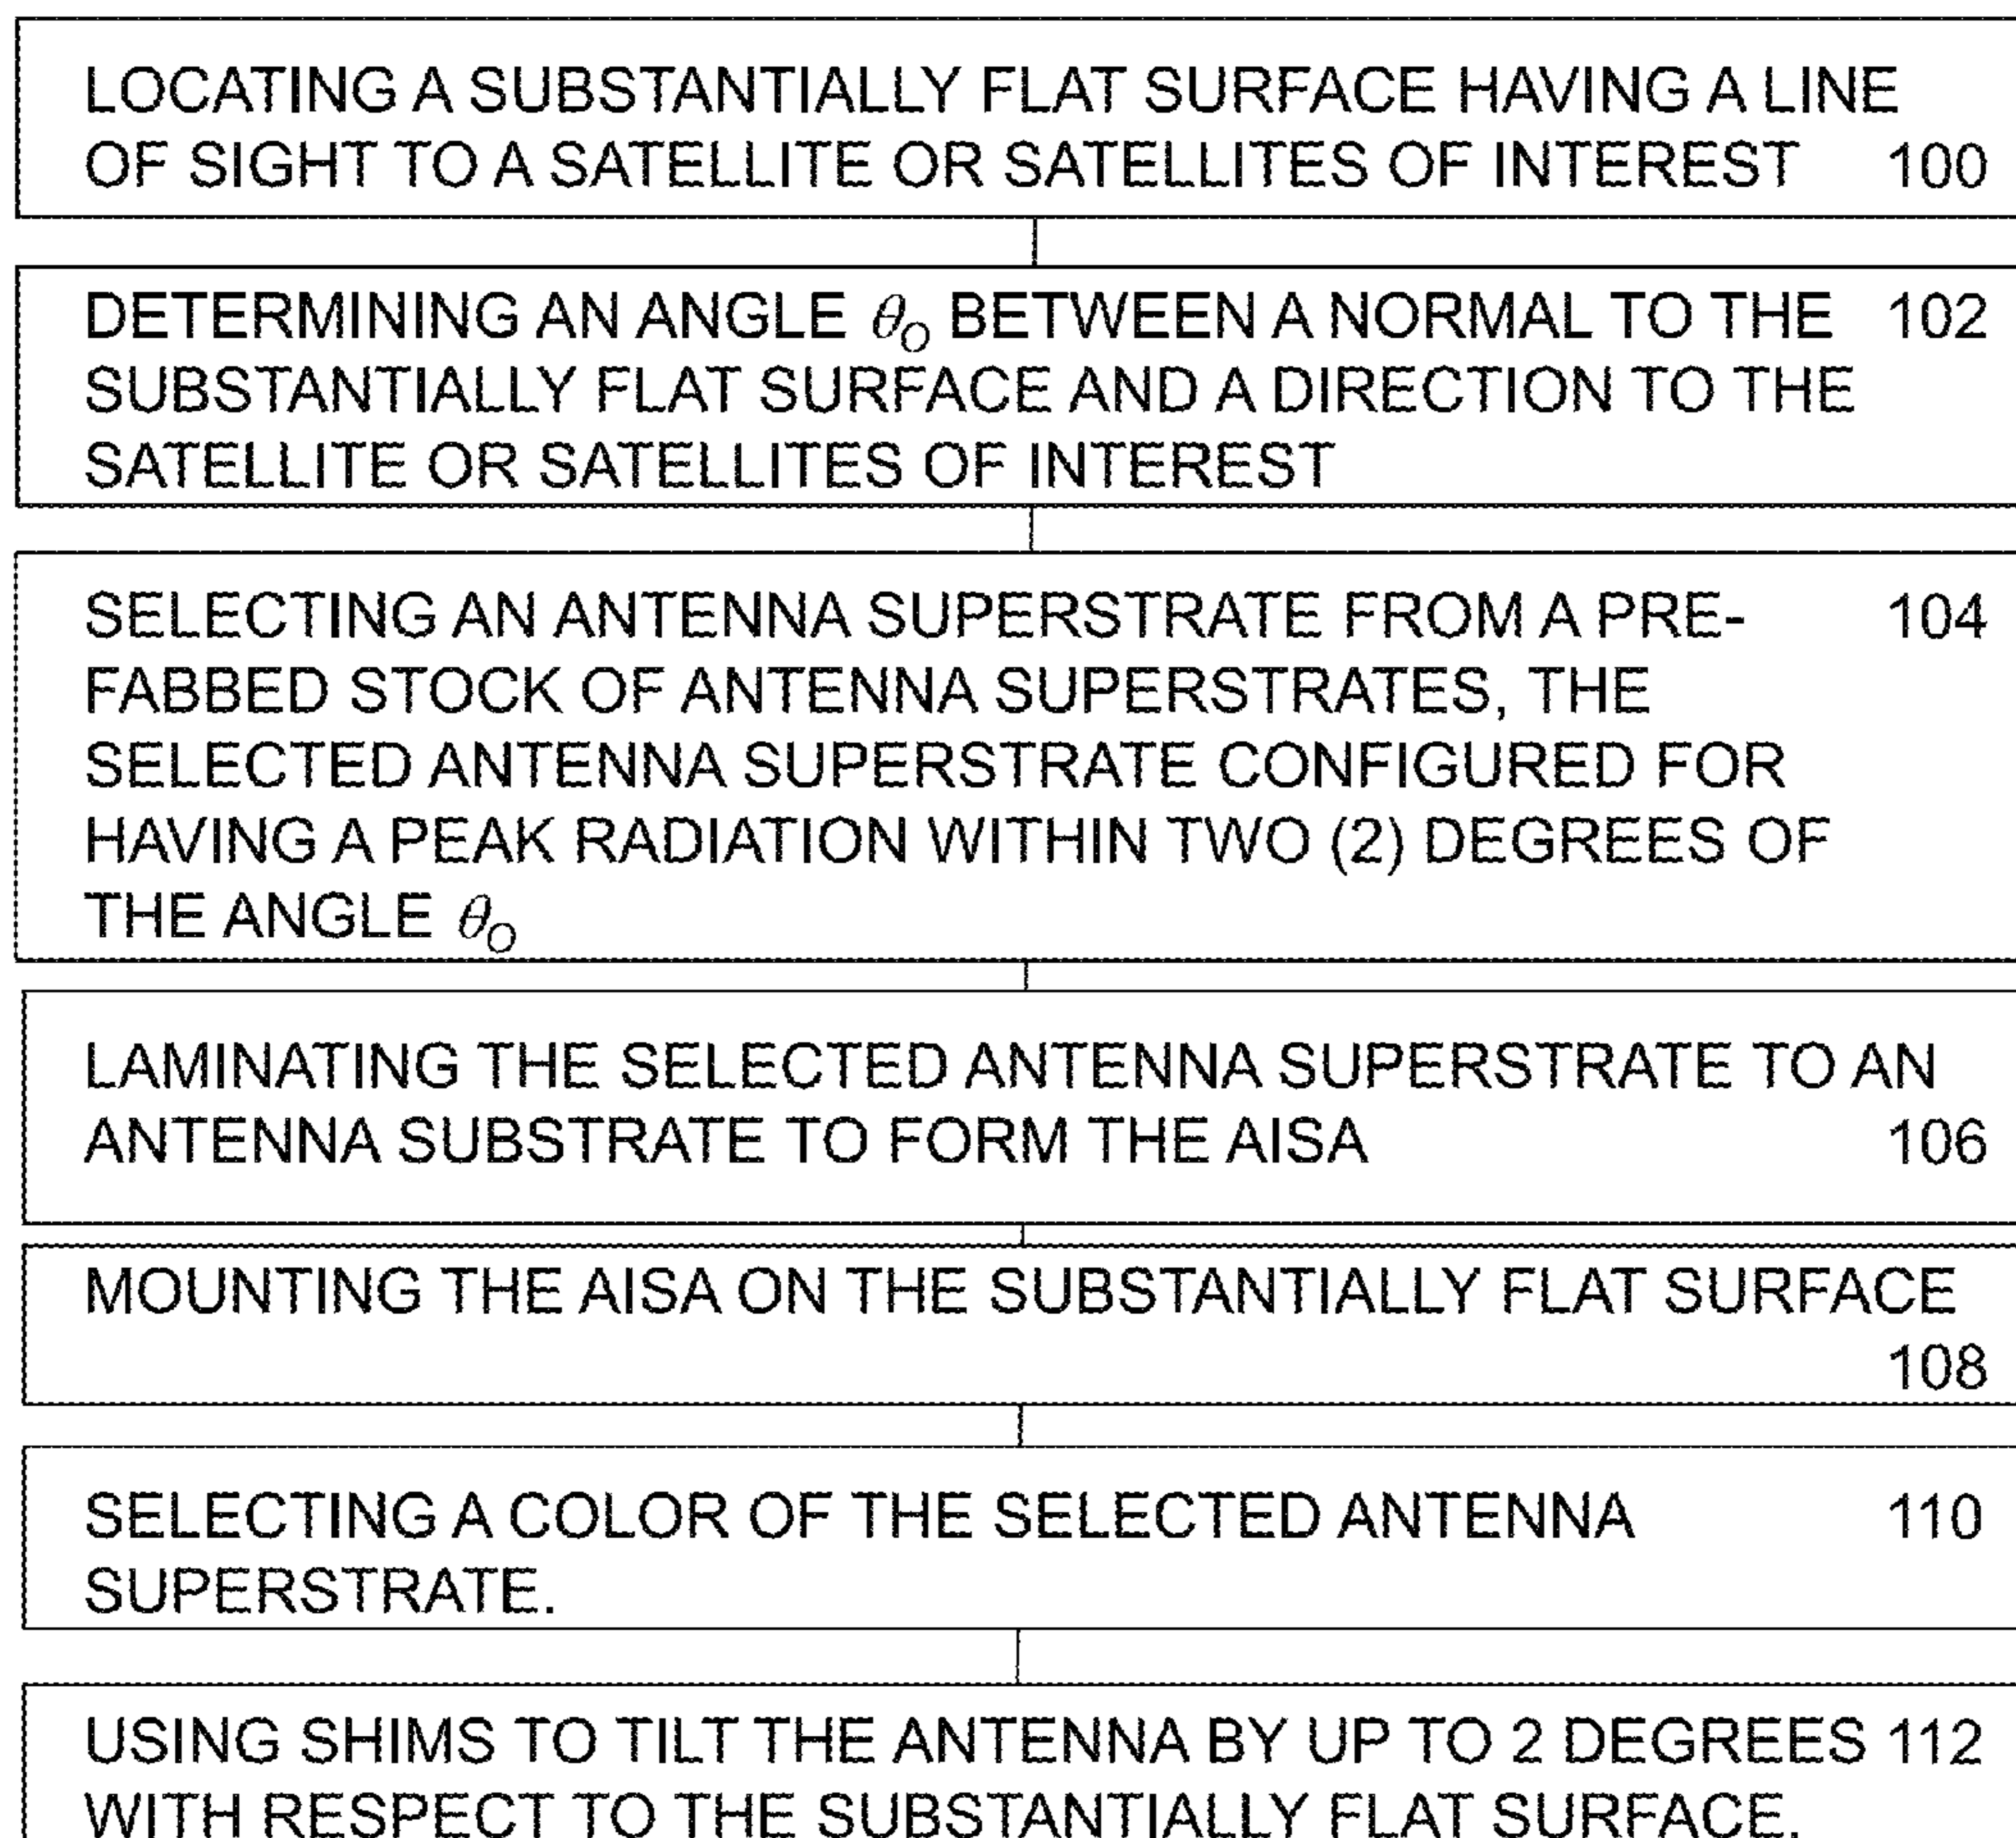 LOCATING A SUBSTANTIALLY FLAT SURFACE HAVING A LINE
OF SIGHT TO A SATELLITE OR SATELLITES OF INTEREST 100
DETERMINING AN ANGLE θ_O BETWEEN A NORMAL TO THE 102
SUBSTANTIALLY FLAT SURFACE AND A DIRECTION TO THE
SATELLITE OR SATELLITES OF INTEREST
SELECTING AN ANTENNA SUPERSTRATE FROM A PRE- 104
FABBED STOCK OF ANTENNA SUPERSTRATES, THE
SELECTED ANTENNA SUPERSTRATE CONFIGURED FOR
HAVING A PEAK RADIATION WITHIN TWO (2) DEGREES OF
THE ANGLE θ_O
LAMINATING THE SELECTED ANTENNA SUPERSTRATE TO AN
ANTENNA SUBSTRATE TO FORM THE AISA 106
MOUNTING THE AISA ON THE SUBSTANTIALLY FLAT SURFACE
108
SELECTING A COLOR OF THE SELECTED ANTENNA 110
SUPERSTRATE.
USING SHIMS TO TILT THE ANTENNA BY UP TO 2 DEGREES 112
WITH RESPECT TO THE SUBSTANTIALLY FLAT SURFACE.